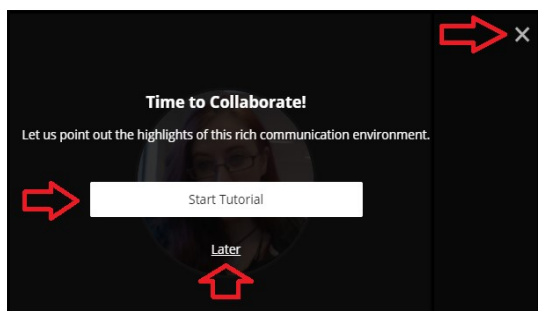 Time to Collaborate!
Let us point out the highlights of this rich communication environment.
Start Tutorial
Later